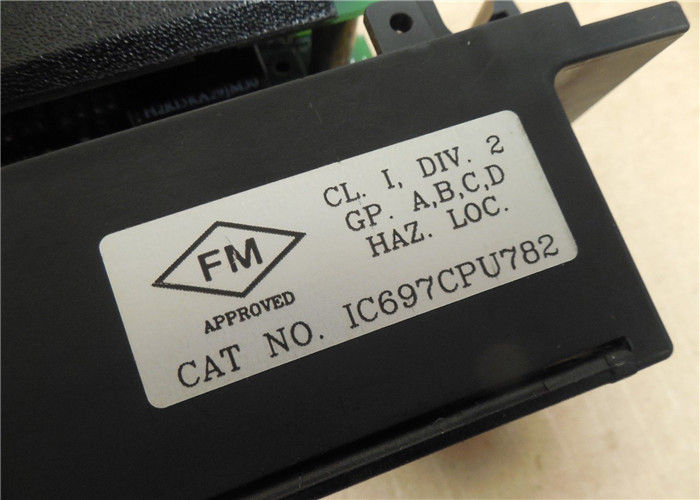 CL. I, DIV. 2
GP. A,B,C,D
HAZ. LOC.
FM
APPROVED
CAT NO. IC697CPU782